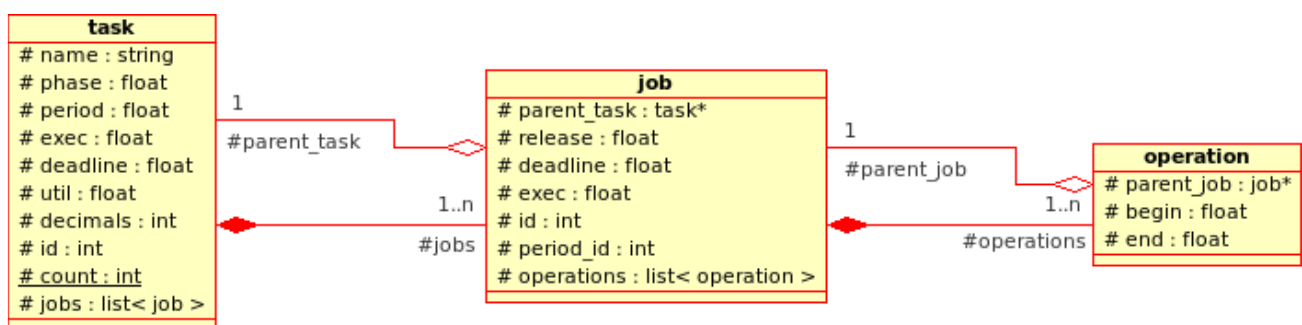 task
# name : string
# phase : float
# period : float
# exec : float
# deadline : float
# util : float
# decimals : int
# id : int
# count : int
# jobs : list< job >
1
#parent_task
1..n
#jobs
job
# parent_task : task*
# release : float
# deadline : float
# exec : float
# id : int
# period_id : int
# operations : list< operation >
1
#parent_job
1..n
#operations
operation
# parent_job : job*
# begin : float
# end : float